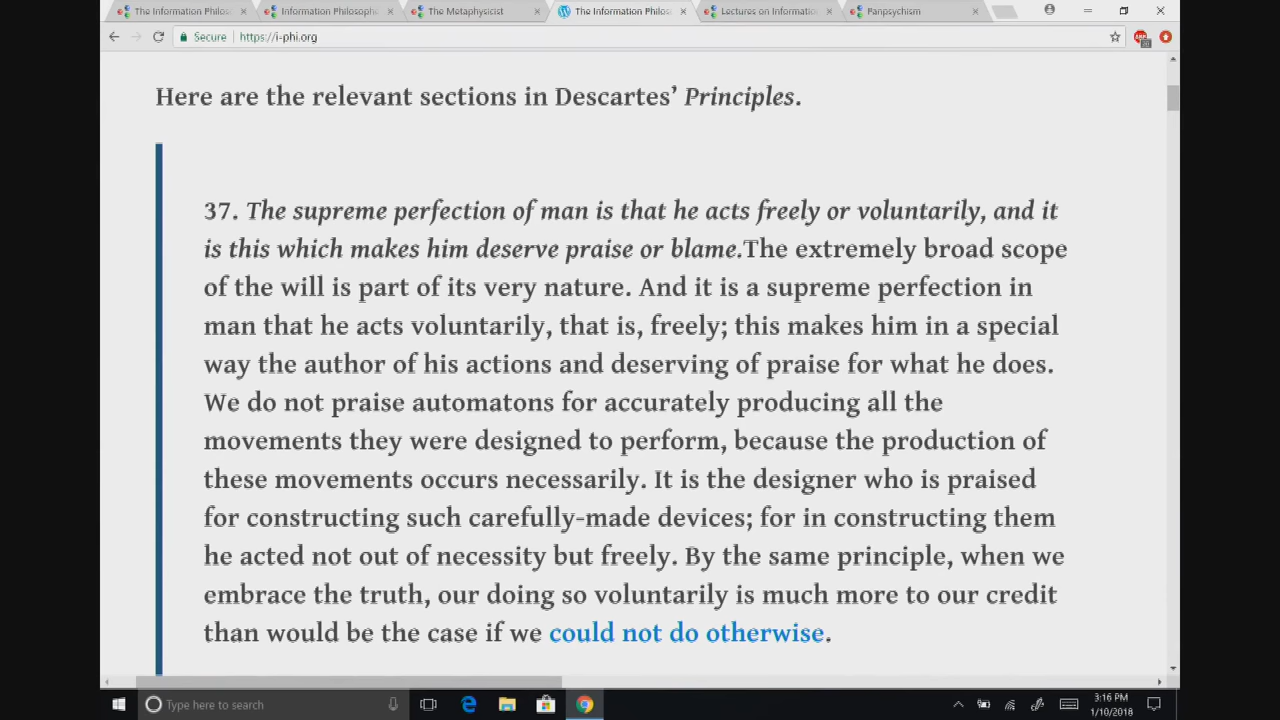 The Information Philoso
Information Philosophe
The Metaphysicist
The Information Philos
Lectures on Information
Panpsychism
Secure https://i-phi.org
Here are the relevant sections in Descartes’ Principles.
37. The supreme perfection of man is that he acts freely or voluntarily, and it
is this which makes him deserve praise or blame.The extremely broad scope
of the will is part of its very nature. And it is a supreme perfection in
man that he acts voluntarily, that is, freely; this makes him in a special
way the author of his actions and deserving of praise for what he does.
We do not praise automatons for accurately producing all the
movements they were designed to perform, because the production of
these movements occurs necessarily. It is the designer who is praised
for constructing such carefully-made devices; for in constructing them
he acted not out of necessity but freely. By the same principle, when we
embrace the truth, our doing so voluntarily is much more to our credit
than would be the case if we could not do otherwise.
Type here to search
3:16 PM
1/10/2018